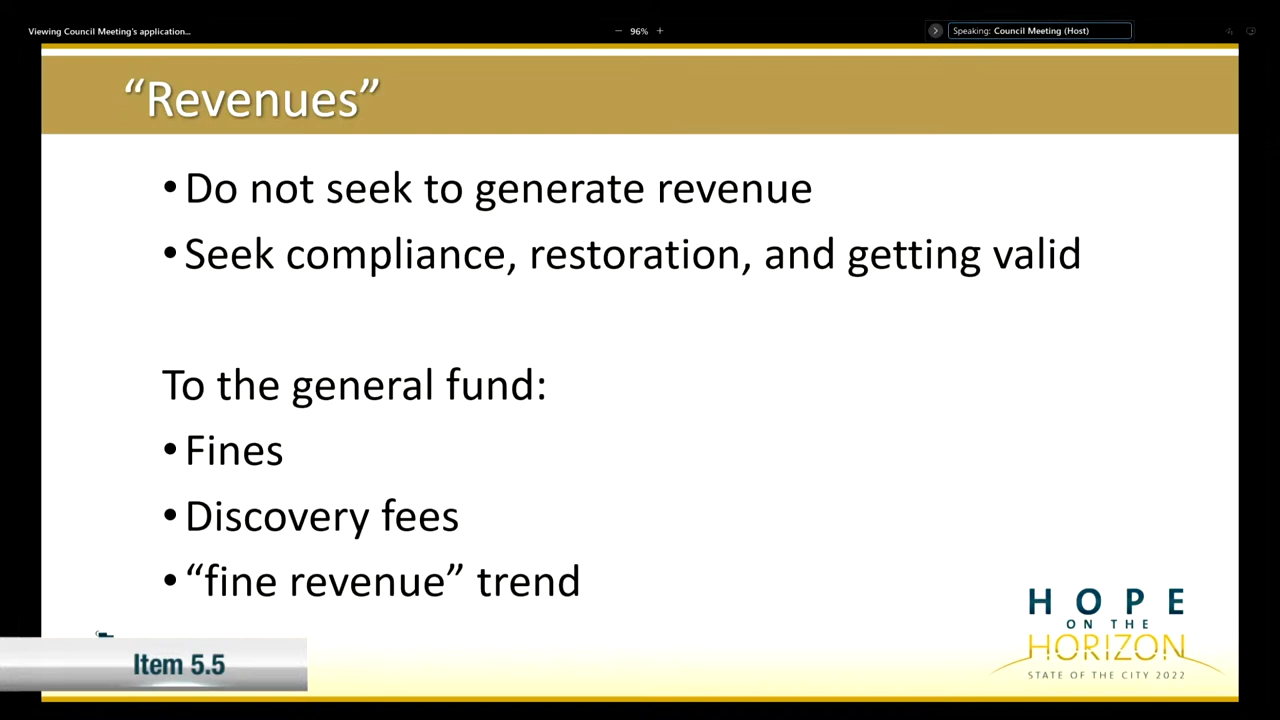 Viewing Council Meeting's application...
− 96% +
Speaking: Council Meeting (Host)
“Revenues”
• Do not seek to generate revenue
• Seek compliance, restoration, and getting valid
To the general fund:
• Fines
• Discovery fees
• “fine revenue” trend
HOPE
ON THE
HORIZON
STATE OF THE CITY 2022
Item 5.5